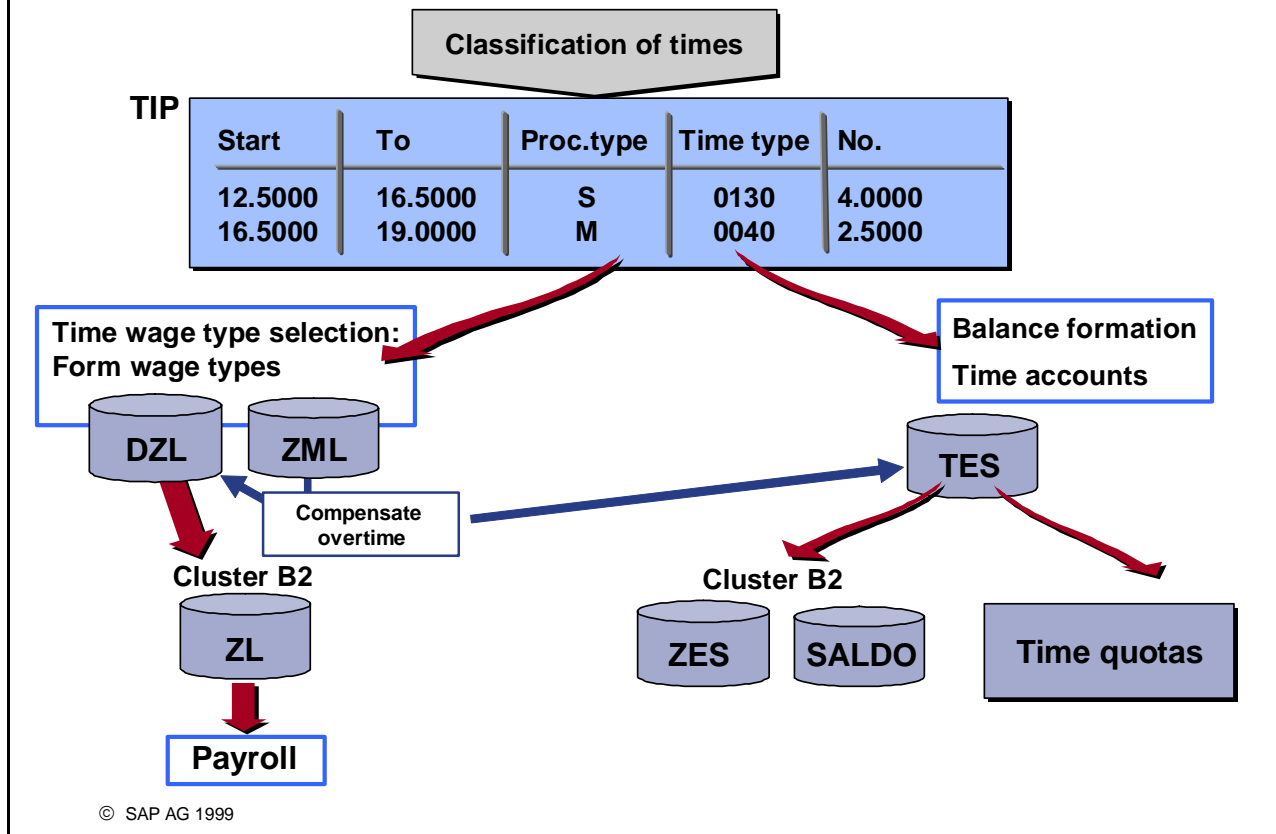 Classification of times
TIP
Start To Proc.type Time type No.
12.5000 16.5000 S 0130 4.0000
16.5000 19.0000 M 0040 2.5000
Time wage type selection:
Form wage types
Balance formation
Time accounts
DZL ZML
TES
Compensate
overtime
Cluster B2
ZL
Payroll
Cluster B2
ZES SALDO
Time quotas
© SAP AG 1999